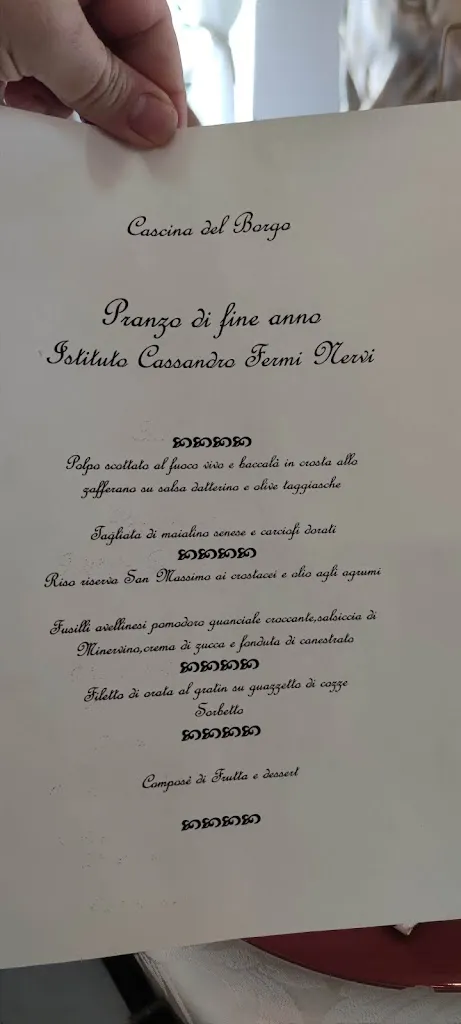 Cascina del Borgo
Pranzo di fine anno
Istituto Cassandro Fermi Nervi
Polpo scottato al fuoco vivo e baccalà in crosta allo
zafferano su salsa datterino e olive taggiasche
Tagliata di maialino senese e carciofi dorati
Riso riserva San Massimo ai crostacei e olio agli agrumi
Fusilli avellinesi pomodoro guanciale croccante,salsiccia di
Minervino,crema di zucca e fonduta di canestrato
Filetto di orata al gratin su guazzetto di cozze
Sorbetto
Composé di Frutta e dessert